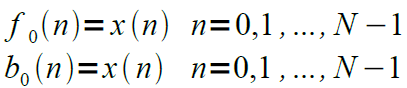 f₀(n)=x(n) n=0,1,...,N−1
b₀(n)=x(n) n=0,1,...,N−1